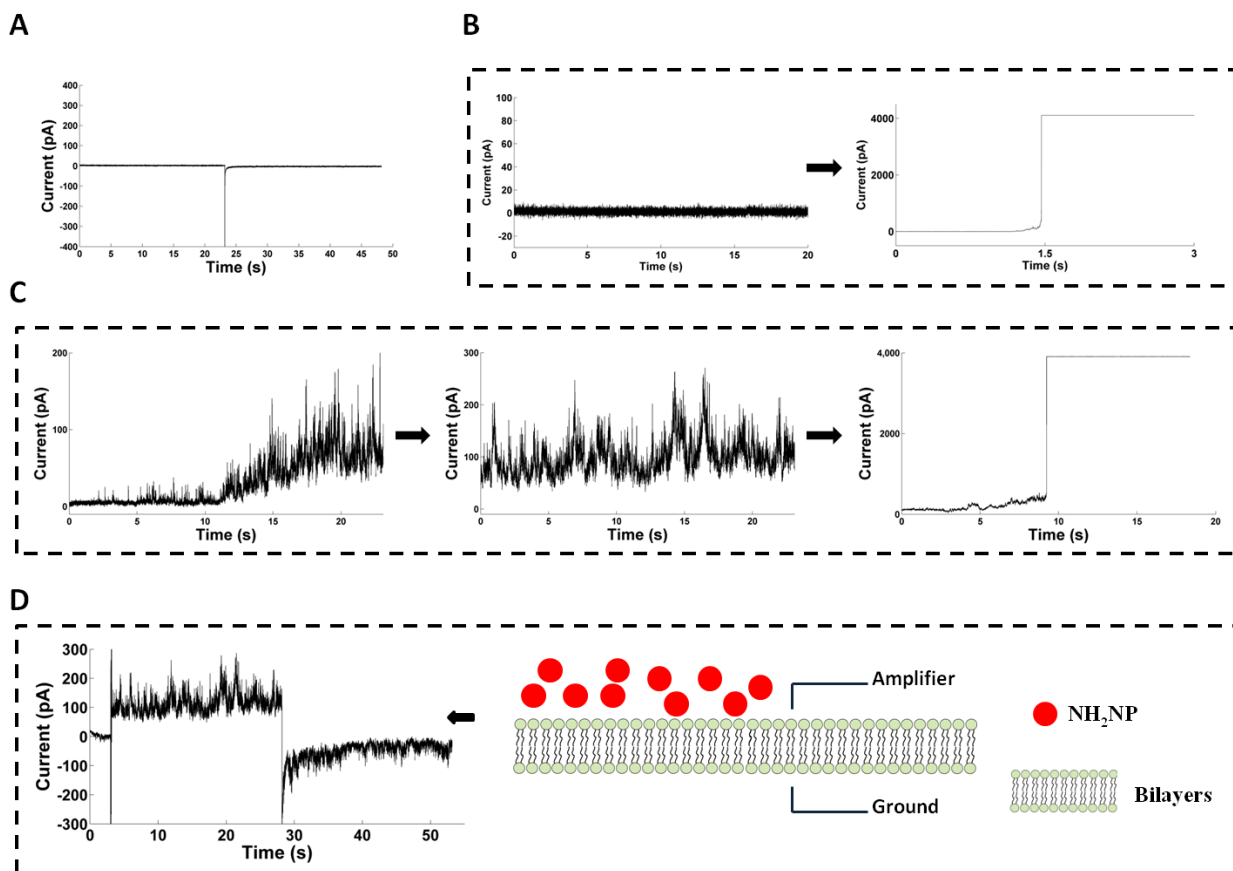 A
B
400
300
200
100
0
-100
-200
-300
-400
Current (pA)
0 5 10 15 20 25 30 35 40 45 50
Time (s)
100
80
60
40
20
0
-20
Current (pA)
0 5 10 15 20
Time (s)
4000
2000
0
Current (pA)
0 1.5 3
Time (s)
C
200
100
0
Current (pA)
0 5 10 15 20
Time (s)
300
200
100
0
Current (pA)
0 5 10 15 20
Time (s)
4,000
2000
0
Current (pA)
0 5 10 15 20
Time (s)
D
300
200
100
0
-100
-200
-300
Current (pA)
0 10 20 30 40 50
Time (s)
Amplifier
Ground
NH₂NP
Bilayers